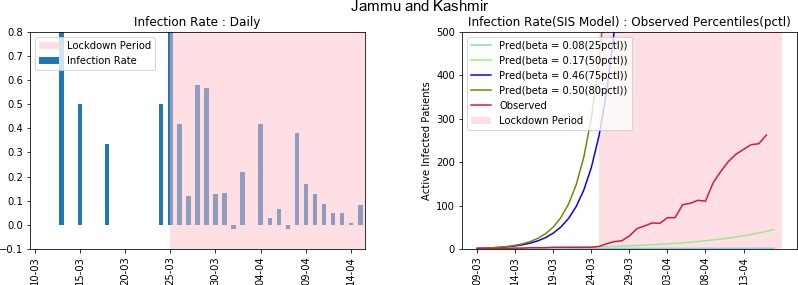 Jammu and Kashmir
Infection Rate : Daily
0.8
0.7
0.6
0.5
0.4
0.3
0.2
0.1
0.0
−0.1
Lockdown Period
Infection Rate
10-03
15-03
20-03
25-03
30-03
04-04
09-04
14-04
Infection Rate(SIS Model) : Observed Percentiles(pctl)
Active Infected Patients
500
400
300
200
100
0
Pred(beta = 0.08(25pctl))
Pred(beta = 0.17(50pctl))
Pred(beta = 0.46(75pctl))
Pred(beta = 0.50(80pctl))
Observed
Lockdown Period
09-03
14-03
19-03
24-03
29-03
03-04
08-04
13-04